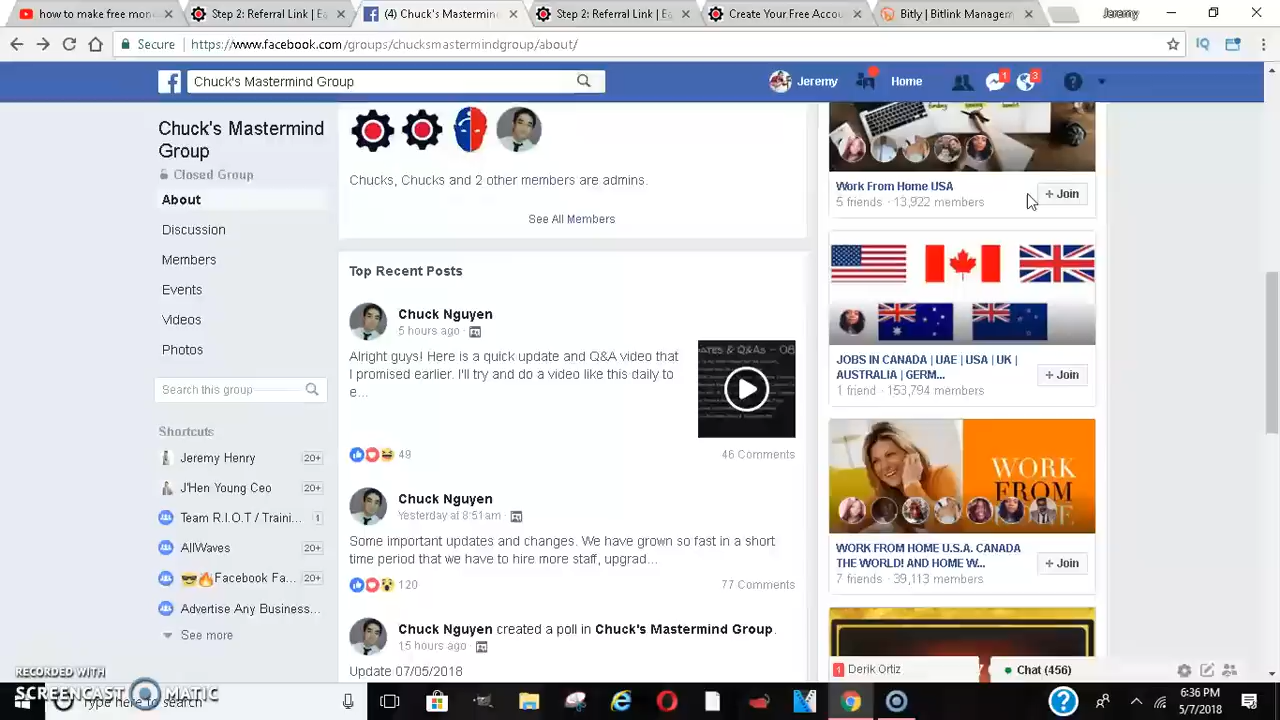 how to make free mon
Step 2: Referral Link | Eq
(4) Chuck's Mastermind
Step 2: Referral Link | Eq
Create Your Free Accou
Bitly | Bitlink Managem
Jeremy
Secure
https://www.facebook.com/groups/chucksmastermindgroup/about/
IQ
Chuck's Mastermind Group
Jeremy
Home
1
3
Chuck's Mastermind
Group
Closed Group
About
Discussion
Members
Events
Videos
Photos
Search this group
Shortcuts
Jeremy Henry 20+
J'Hen Young Ceo 20+
Team R.I.O.T / Traini... 1
AllWaves 20+
Facebook Fa... 20+
Advertise Any Business...
See more
Chucks, Chucks and 2 other members are admins.
See All Members
Top Recent Posts
Chuck Nguyen
5 hours ago
Alright guys! Here's a quick update and Q&A video that
I promised earlier. I'll try and do a video like this daily to
e...
ATES & Q&As - 08
49
46 Comments
Chuck Nguyen
Yesterday at 8:51am
Some important updates and changes. We have grown so fast in a short
time period that we have to hire more staff, upgrad...
120
77 Comments
Chuck Nguyen created a poll in Chuck's Mastermind Group.
15 hours ago
Update 07/05/2018
Work From Home USA
5 friends · 13,922 members
+ Join
JOBS IN CANADA | UAE | USA | UK |
AUSTRALIA | GERM...
1 friend · 153,794 members
+ Join
WORK
FROM
HOME
WORK FROM HOME U.S.A. CANADA
THE WORLD! AND HOME W...
7 friends · 39,113 members
+ Join
1 Derik Ortiz
Chat (456)
RECORDED WITH
SCREENCAST MATIC
Type here to search
6:36 PM
5/7/2018